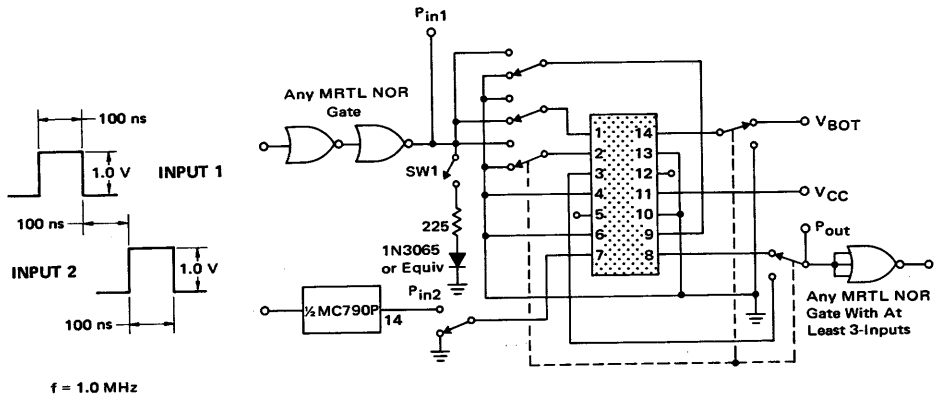 Pin1
Any MRTL NOR
Gate
100 ns
1.0 V
INPUT 1
100 ns
INPUT 2
1.0 V
100 ns
f = 1.0 MHz
SW1
225
1N3065
or Equiv
Pin2
½ MC790P
14
1
2
3
4
5
6
7
14
13
12
11
10
9
8
VBOT
VCC
Pout
Any MRTL NOR
Gate With At
Least 3-Inputs